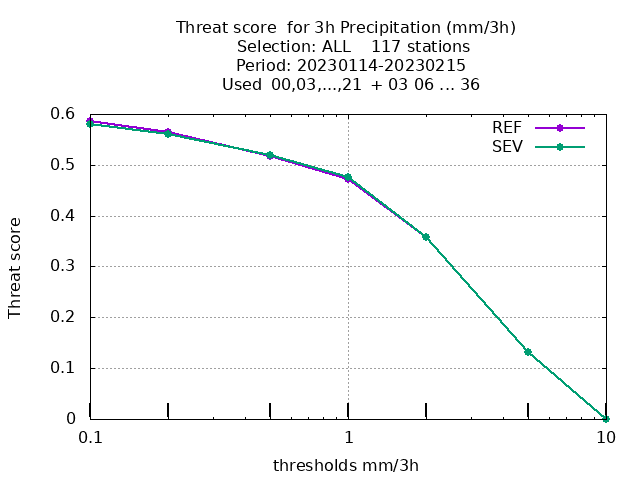 Threat score  for 3h Precipitation (mm/3h)
Selection: ALL    117 stations
Period: 20230114-20230215
Used  00,03,...,21  + 03 06 ... 36
REF
SEV
0.6
0.5
0.4
0.3
0.2
0.1
0
Threat score
0.1
1
10
thresholds mm/3h